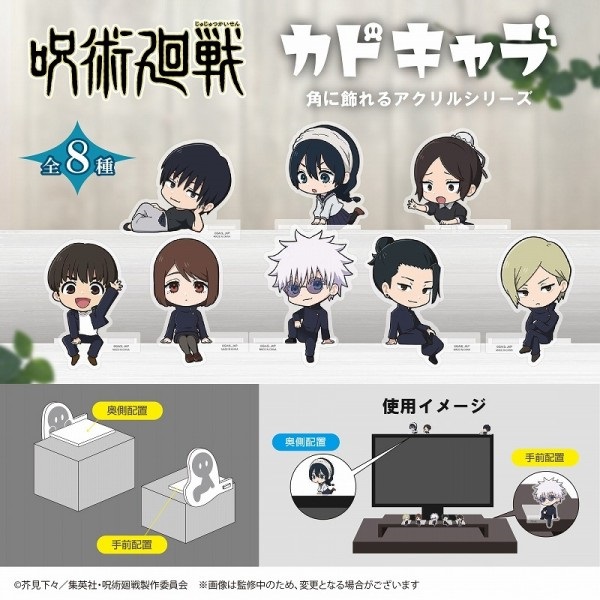 じゅじゅつかいせん
呪術廻戦
カドキャラ
角に飾れるアクリルシリーズ
全8種
奥側配置
手前配置
使用イメージ
奥側配置
手前配置
©芥見下々／集英社・呪術廻戦製作委員会 ※画像は監修中のため、変更となる場合がございます